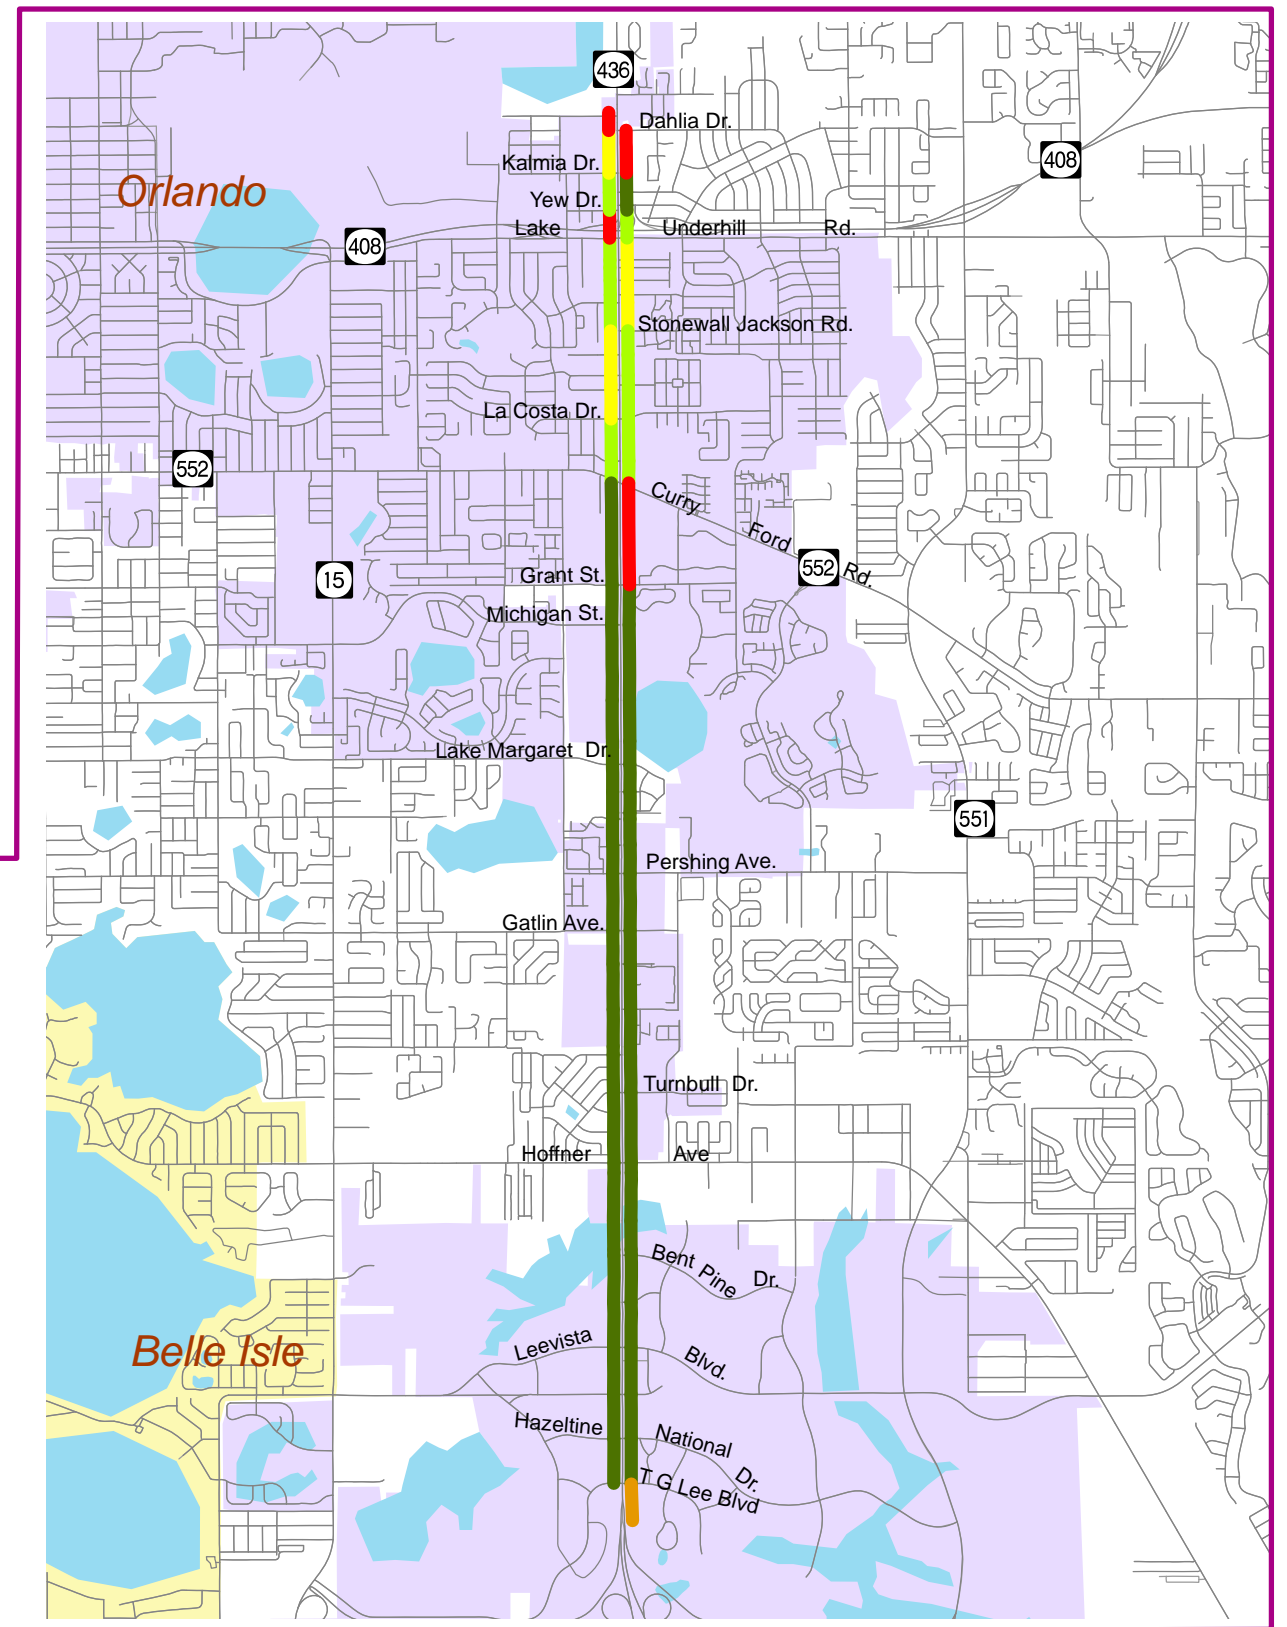 436
Dahlia Dr.
408
Kalmia Dr.
Orlando
Yew Dr.
Lake Underhill Rd.
408
Stonewall Jackson Rd.
La Costa Dr.
552
Curry Ford Rd.
552
15
Grant St.
Michigan St.
Lake Margaret Dr.
551
Pershing Ave.
Gatlin Ave.
Turnbull Dr.
Hoffner Ave
Bent Pine Dr.
Leevista Blvd.
Belle Isle
Hazeltine National Dr.
T G Lee Blvd